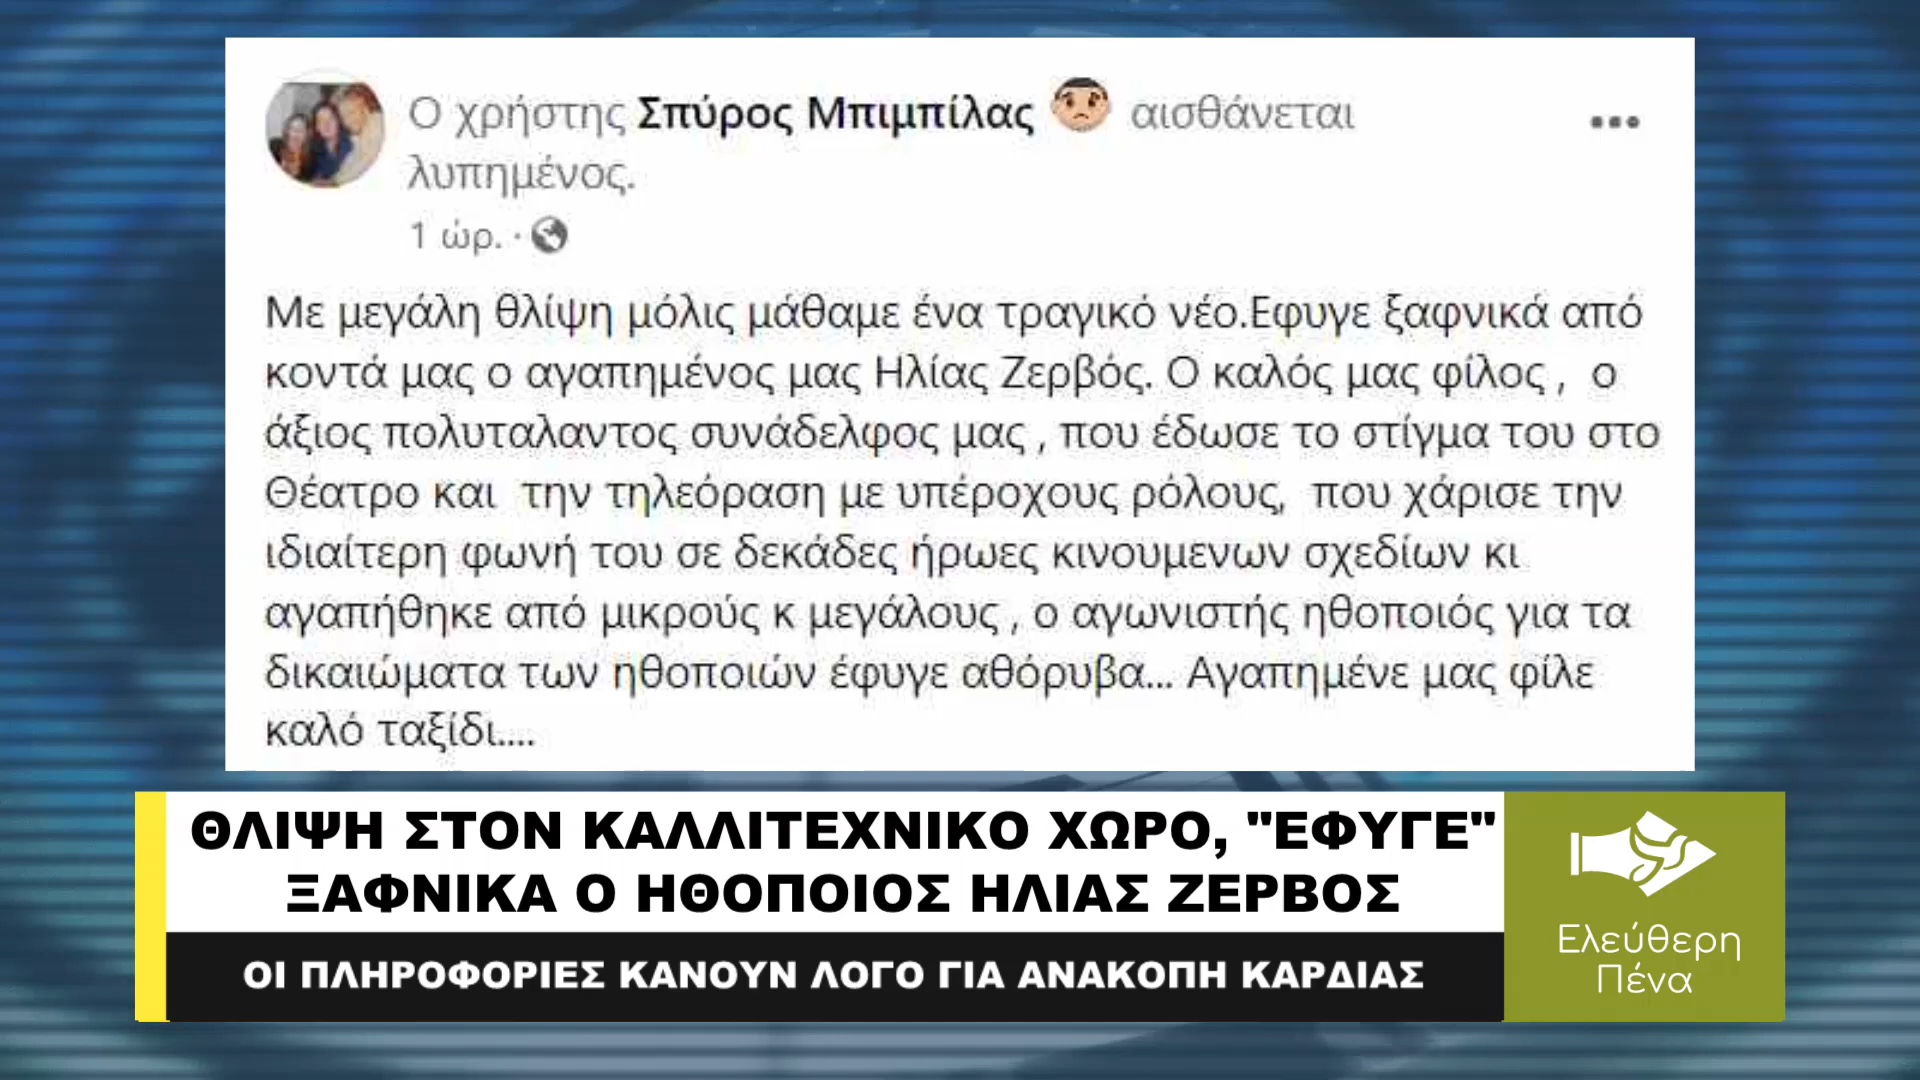 Ο χρήστης Σπύρος Μπιμπίλας αισθάνεται
λυπημένος.
1 ώρ. ·
Με μεγάλη θλίψη μόλις μάθαμε ένα τραγικό νέο.Εφυγε ξαφνικά από
κοντά μας ο αγαπημένος μας Ηλίας Ζερβός. Ο καλός μας φίλος , ο
άξιος πολυταλαντος συνάδελφος μας , που έδωσε το στίγμα του στο
Θέατρο και την τηλεόραση με υπέροχους ρόλους, που χάρισε την
ιδιαίτερη φωνή του σε δεκάδες ήρωες κινουμενων σχεδίων κι
αγαπήθηκε από μικρούς κ μεγάλους , ο αγωνιστής ηθοποιός για τα
δικαιώματα των ηθοποιών έφυγε αθόρυβα... Αγαπημένε μας φίλε
καλό ταξίδι....
ΘΛΙΨΗ ΣΤΟΝ ΚΑΛΛΙΤΕΧΝΙΚΟ ΧΩΡΟ, "ΕΦΥΓΕ"
ΞΑΦΝΙΚΑ Ο ΗΘΟΠΟΙΟΣ ΗΛΙΑΣ ΖΕΡΒΟΣ
ΟΙ ΠΛΗΡΟΦΟΡΙΕΣ ΚΑΝΟΥΝ ΛΟΓΟ ΓΙΑ ΑΝΑΚΟΠΗ ΚΑΡΔΙΑΣ
Ελεύθερη
Πένα